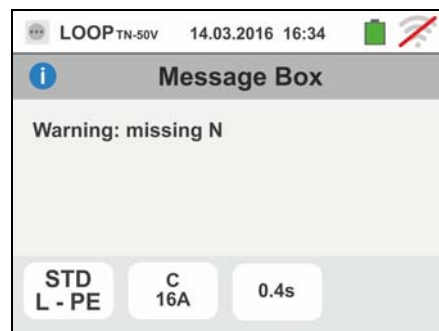 LOOP TN-50V 14.03.2016 16:34
i Message Box
Warning: missing N
STD C 0.4s
L - PE 16A